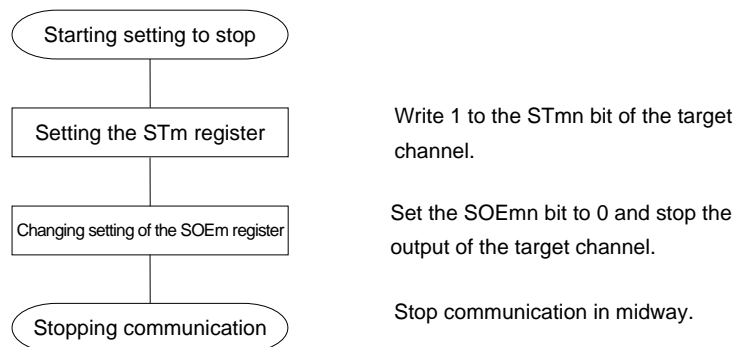 Starting setting to stop
Setting the STm register
Write 1 to the STmn bit of the target
channel.
Changing setting of the SOEm register
Set the SOEmn bit to 0 and stop the
output of the target channel.
Stopping communication
Stop communication in midway.